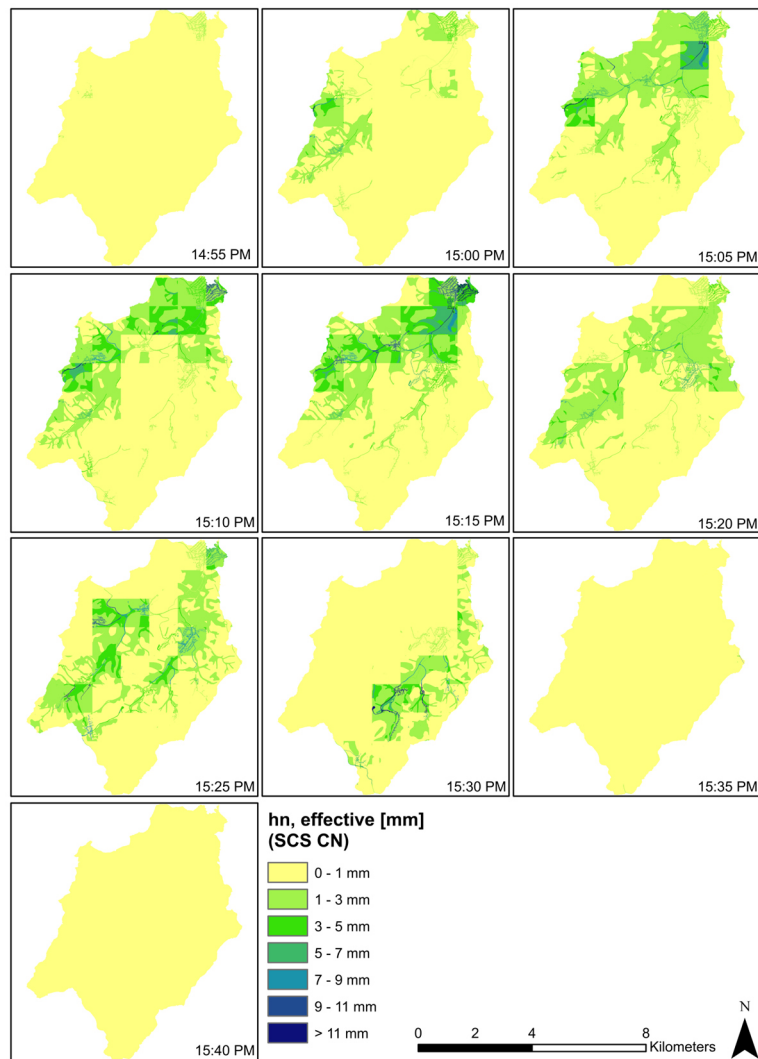 14:55 PM
15:00 PM
15:05 PM
15:10 PM
15:15 PM
15:20 PM
15:25 PM
15:30 PM
15:35 PM
15:40 PM
hn, effective [mm]
(SCS CN)
0 - 1 mm
1 - 3 mm
3 - 5 mm
5 - 7 mm
7 - 9 mm
9 - 11 mm
> 11 mm
N
0 2 4 8
Kilometers